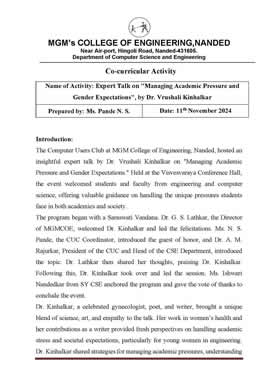 MGM's COLLEGE OF ENGINEERING,NANDED
Near Air-port, Hingoli Road, Nanded-431605.
Department of Computer Science and Engineering
Co-curricular Activity
Name of Activity: Expert Talk on "Managing Academic Pressure and
Gender Expectations", by Dr. Vrushali Kinhalkar
Prepared by: Ms. Pande N. S. Date: 11th November 2024
Introduction:
The Computer Users Club at MGM College of Engineering, Nanded, hosted an
insightful expert talk by Dr. Vrushali Kinhalkar on "Managing Academic
Pressure and Gender Expectations." Held at the Visvesvaraya Conference Hall,
the event welcomed students and faculty from engineering and computer
science, offering valuable guidance on handling the unique pressures students
face in both academics and society .
The program began with a Saraswati Vandana. Dr. G. S. Lathkar, the Director
of MGMCOE, welcomed Dr. Kinhalkar and led the felicitations. Ms. N. S.
Pande, the CUC Coordinator, introduced the guest of honor, and Dr. A. M.
Rajurkar, President of the CUC and Head of the CSE Department, introduced
the topic. Dr. Lathkar then shared her thoughts, praising Dr. Kinhalkar.
Following this, Dr. Kinhalkar took over and led the session. Ms. Ishwari
Nandedkar from SY CSE anchored the program and gave the vote of thanks to
conclude the event.
Dr. Kinhalkar, a celebrated gynecologist, poet, and writer, brought a unique
blend of science, art, and empathy to the talk. Her work in women's health and
her contributions as a writer provided fresh perspectives on handling academic
stress and societal expectations, particularly for young women in engineering.
Dr. Kinhalkar shared strategies for managing academic pressures, understanding